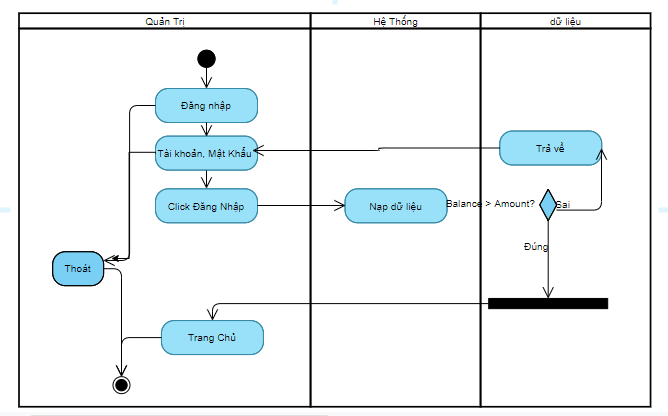 Quản Trị
Hệ Thống
dữ liệu
Đăng nhập
Tài khoản, Mật Khẩu
Trả về
Click Đăng Nhập
Nạp dữ liệu
Balance > Amount?
Sai
Đúng
Thoát
Trang Chủ